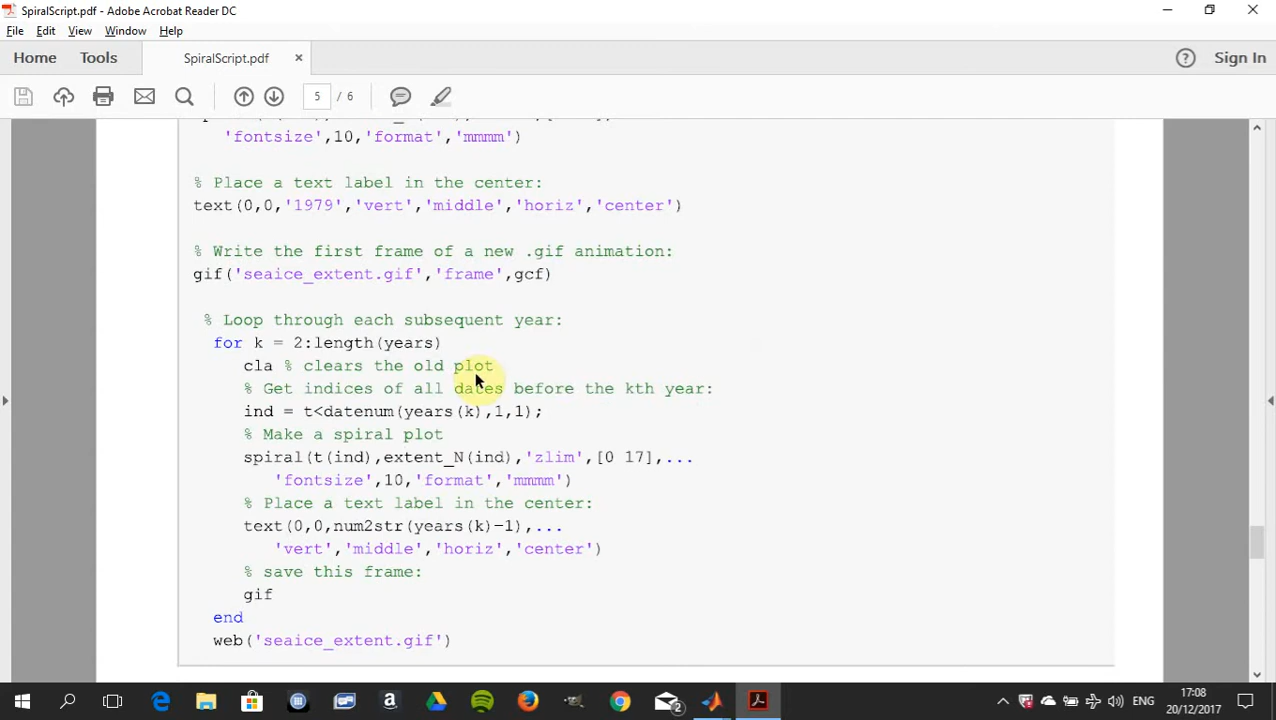 SpiralScript.pdf - Adobe Acrobat Reader DC
File Edit View Window Help
Home Tools SpiralScript.pdf ×
? Sign In
5 / 6
'fontsize',10,'format','mmmm')
% Place a text label in the center:
text(0,0,'1979','vert','middle','horiz','center')
% Write the first frame of a new .gif animation:
gif('seaice_extent.gif','frame',gcf)
% Loop through each subsequent year:
for k = 2:length(years)
cla % clears the old plot
% Get indices of all dates before the kth year:
ind = t<datenum(years(k),1,1);
% Make a spiral plot
spiral(t(ind),extent_N(ind),'zlim',[0 17],...
'fontsize',10,'format','mmmm')
% Place a text label in the center:
text(0,0,num2str(years(k)-1),...
'vert','middle','horiz','center')
% save this frame:
gif
end
web('seaice_extent.gif')
a
2
ENG
17:08
20/12/2017